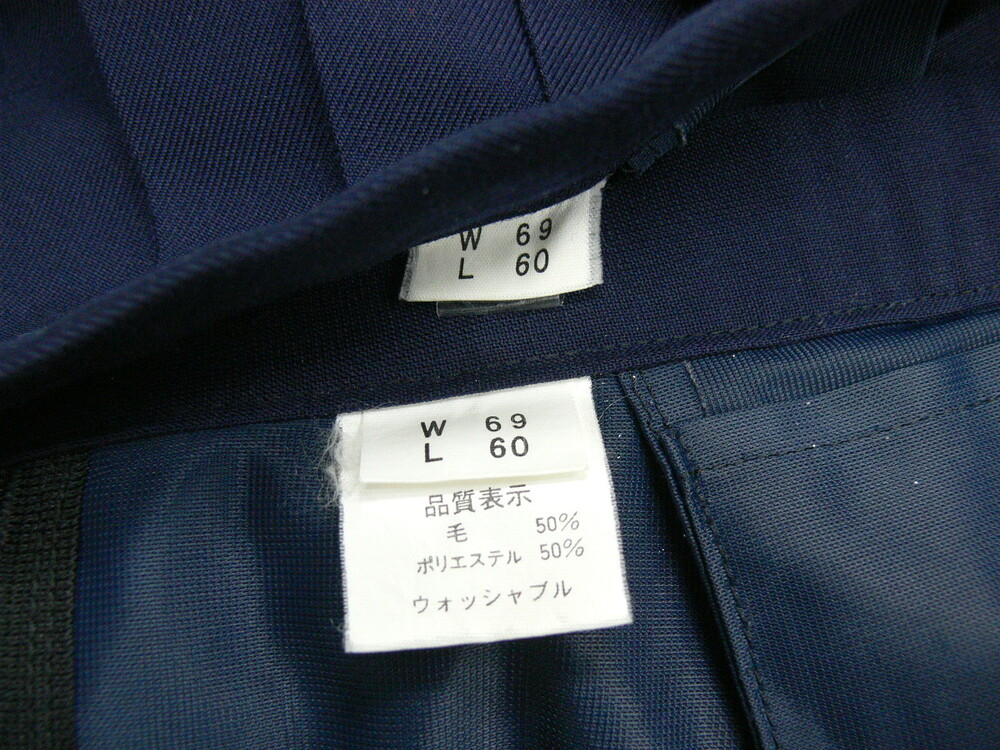 W 69
L 60
W 69
L 60
品質表示
毛 50%
ポリエステル 50%
ウォッシャブル